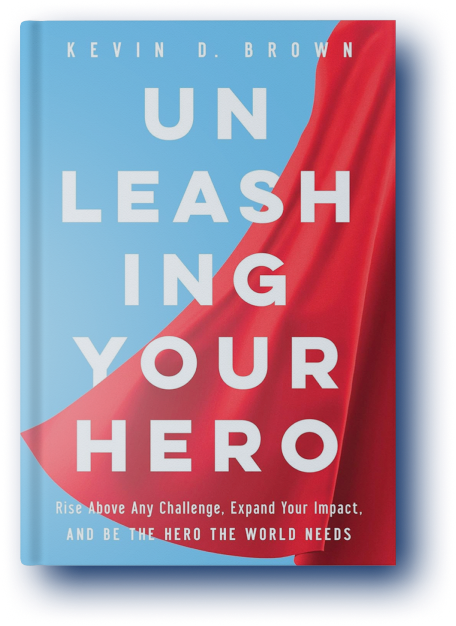 KEVIN D. BROWN
UN
LEASH
ING
YOUR
HERO
Rise Above Any Challenge, Expand Your Impact,
AND BE THE HERO THE WORLD NEEDS